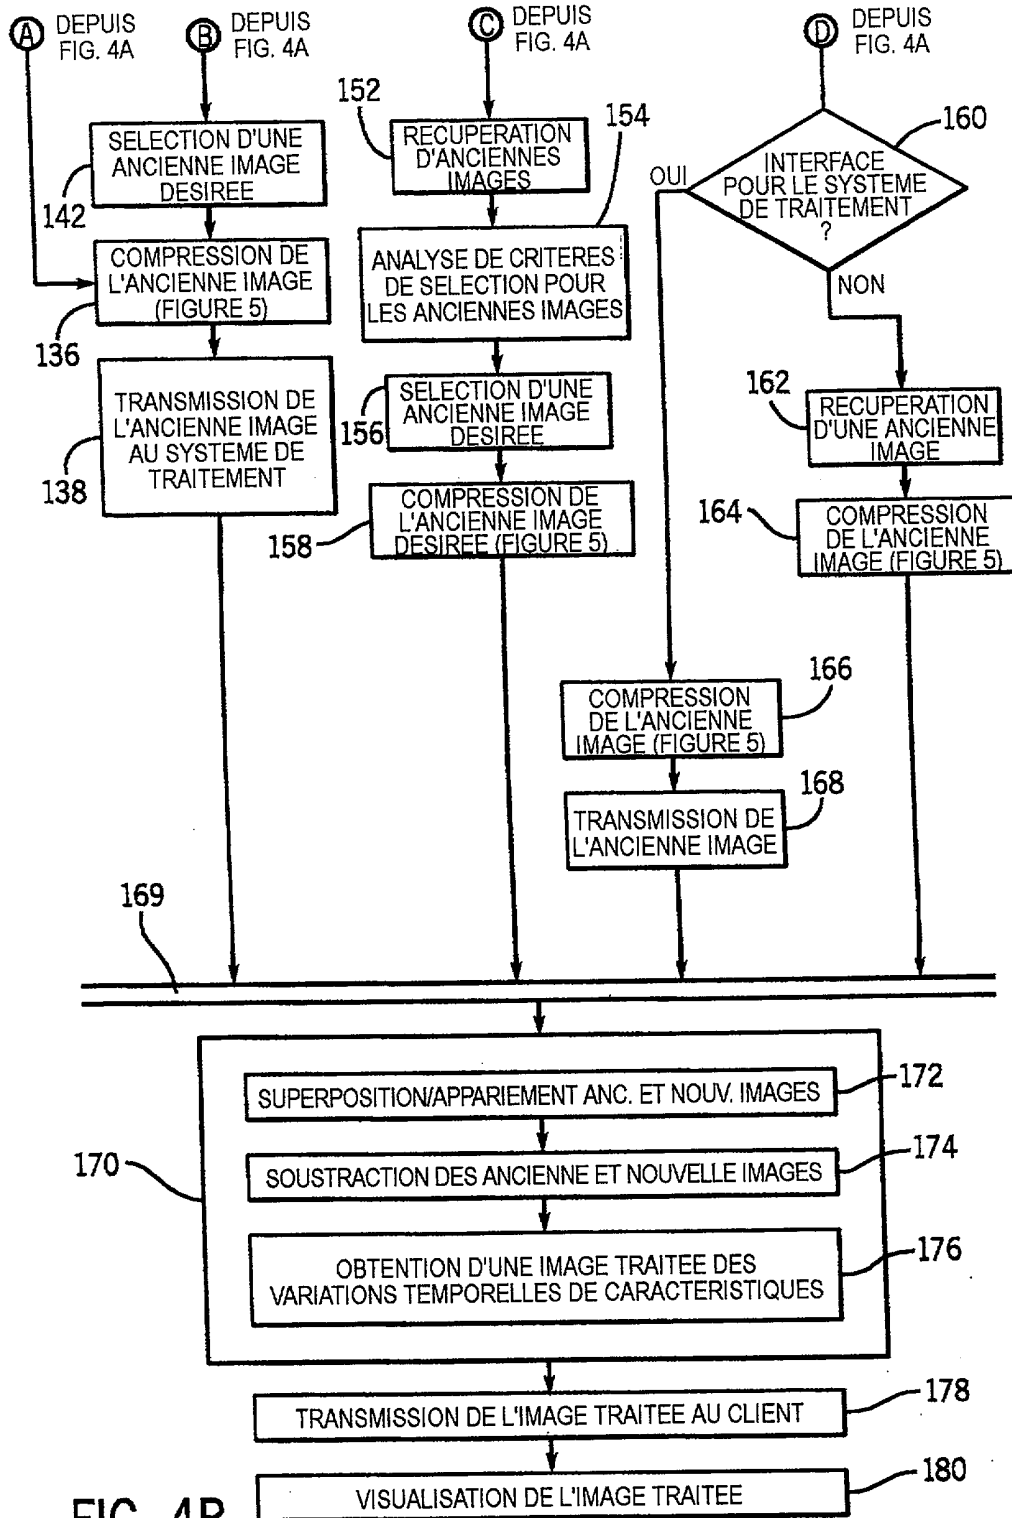 A DEPUIS
FIG. 4A
B DEPUIS
FIG. 4A
C DEPUIS
FIG. 4A
D DEPUIS
FIG. 4A
142
SELECTION D'UNE
ANCIENNE IMAGE
DESIREE
136
COMPRESSION DE
L'ANCIENNE IMAGE
(FIGURE 5)
138
TRANSMISSION DE
L'ANCIENNE IMAGE
AU SYSTEME DE
TRAITEMENT
152
RECUPERATION
D'ANCIENNES
IMAGES
154
ANALYSE DE CRITERES
DE SELECTION POUR
LES ANCIENNES IMAGES
156
SELECTION D'UNE
ANCIENNE IMAGE
DESIREE
158
COMPRESSION DE
L'ANCIENNE IMAGE
DESIREE (FIGURE 5)
160
INTERFACE
POUR LE SYSTEME
DE TRAITEMENT
?
OUI
NON
162
RECUPERATION
D'UNE ANCIENNE
IMAGE
164
COMPRESSION
DE L'ANCIENNE
IMAGE (FIGURE 5)
166
COMPRESSION
DE L'ANCIENNE
IMAGE (FIGURE 5)
168
TRANSMISSION DE
L'ANCIENNE IMAGE
169
170
SUPERPOSITION/APPARIEMENT ANC. ET NOUV. IMAGES
172
SOUSTRACTION DES ANCIENNE ET NOUVELLE IMAGES
174
OBTENTION D'UNE IMAGE TRAITEE DES
VARIATIONS TEMPORELLES DE CARACTERISTIQUES
176
TRANSMISSION DE L'IMAGE TRAITEE AU CLIENT
178
VISUALISATION DE L'IMAGE TRAITEE
180
FIG. 4B